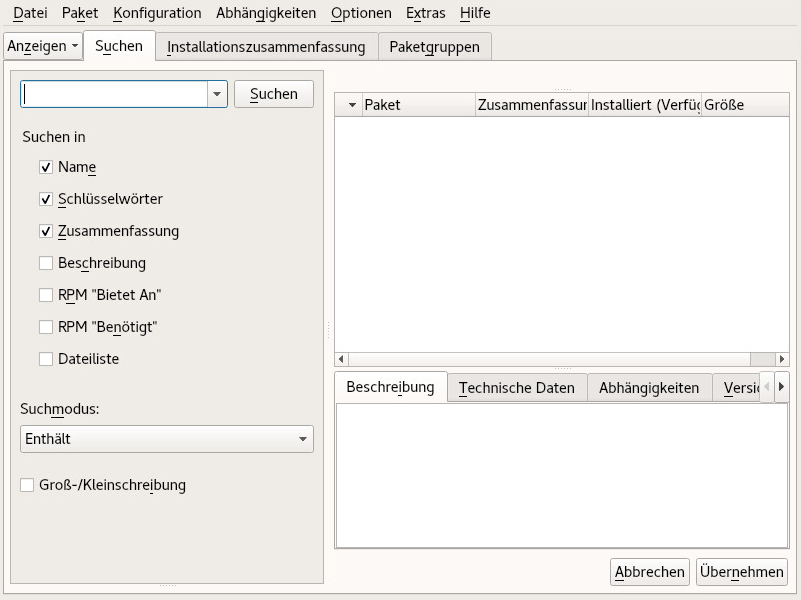 Datei Paket Konfiguration Abhängigkeiten Optionen Extras Hilfe
Anzeigen Suchen Installationszusammenfassung Paketgruppen
Suchen
Paket Zusammenfassur Installiert (Verfüg Größe
Suchen in
Name
Schlüsselwörter
Zusammenfassung
Beschreibung
RPM "Bietet An"
RPM "Benötigt"
Dateiliste
Suchmodus:
Enthält
Groß-/Kleinschreibung
Beschreibung Technische Daten Abhängigkeiten Versio
Abbrechen Übernehmen